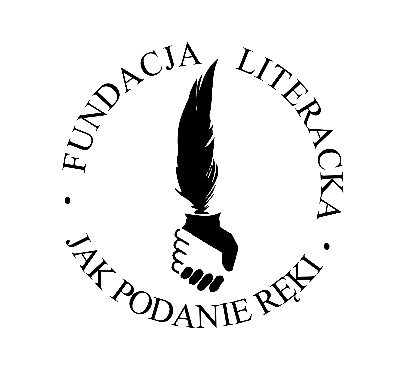 FUNDACJA LITERACKA
JAK PODANIE RĘKI